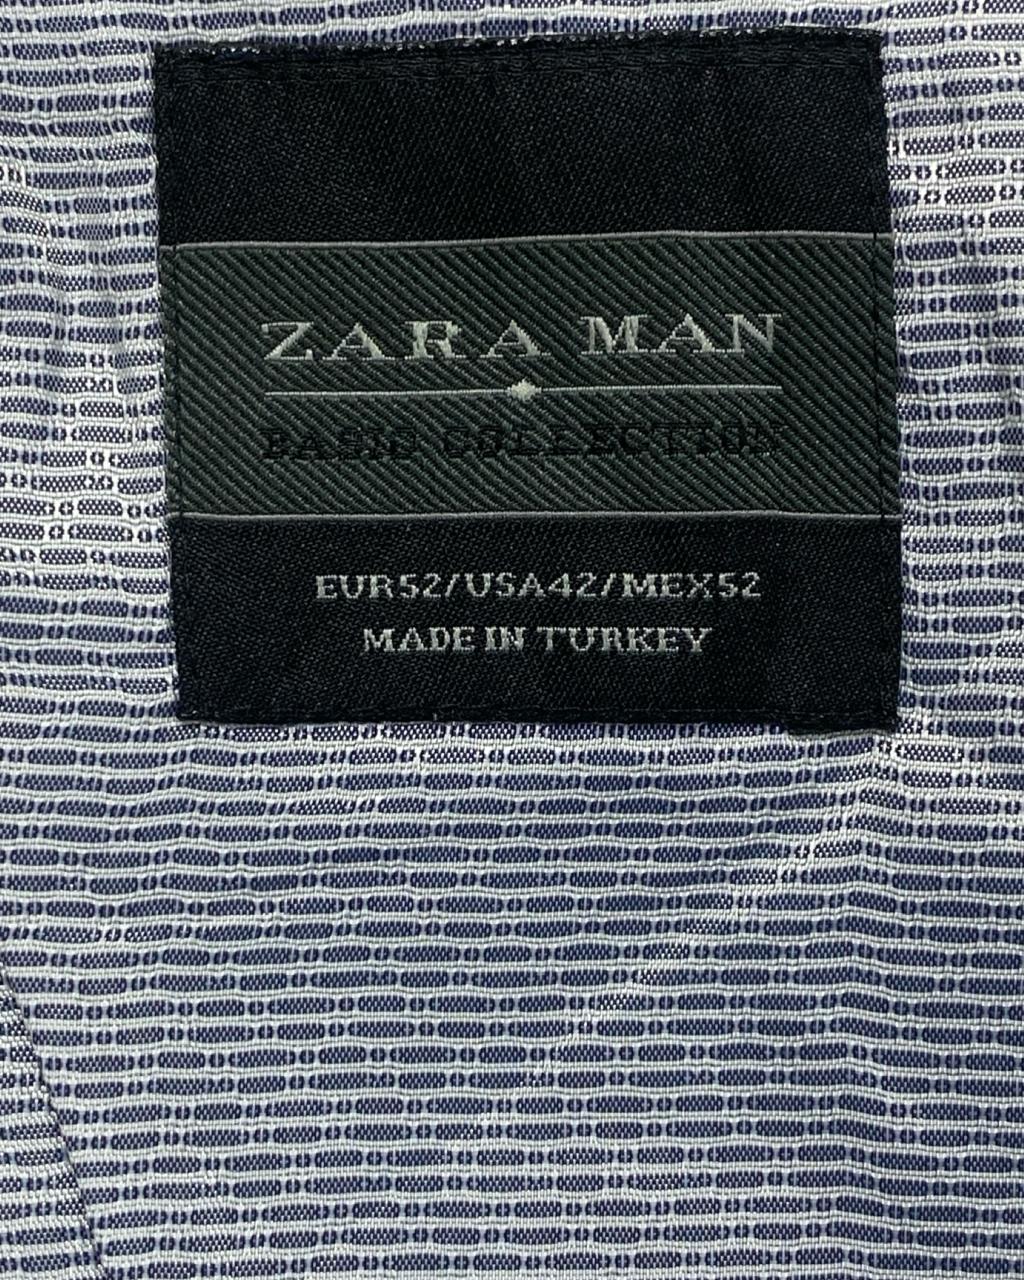 ZARA MAN
BASIC COLLECTION
EUR52/USA42/MEX52
MADE IN TURKEY